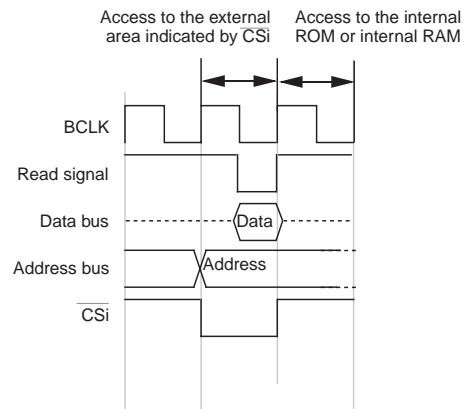 Access to the external
area indicated by CSi
Access to the internal
ROM or internal RAM
BCLK
Read signal
Data bus
Data
Address bus
Address
CSi